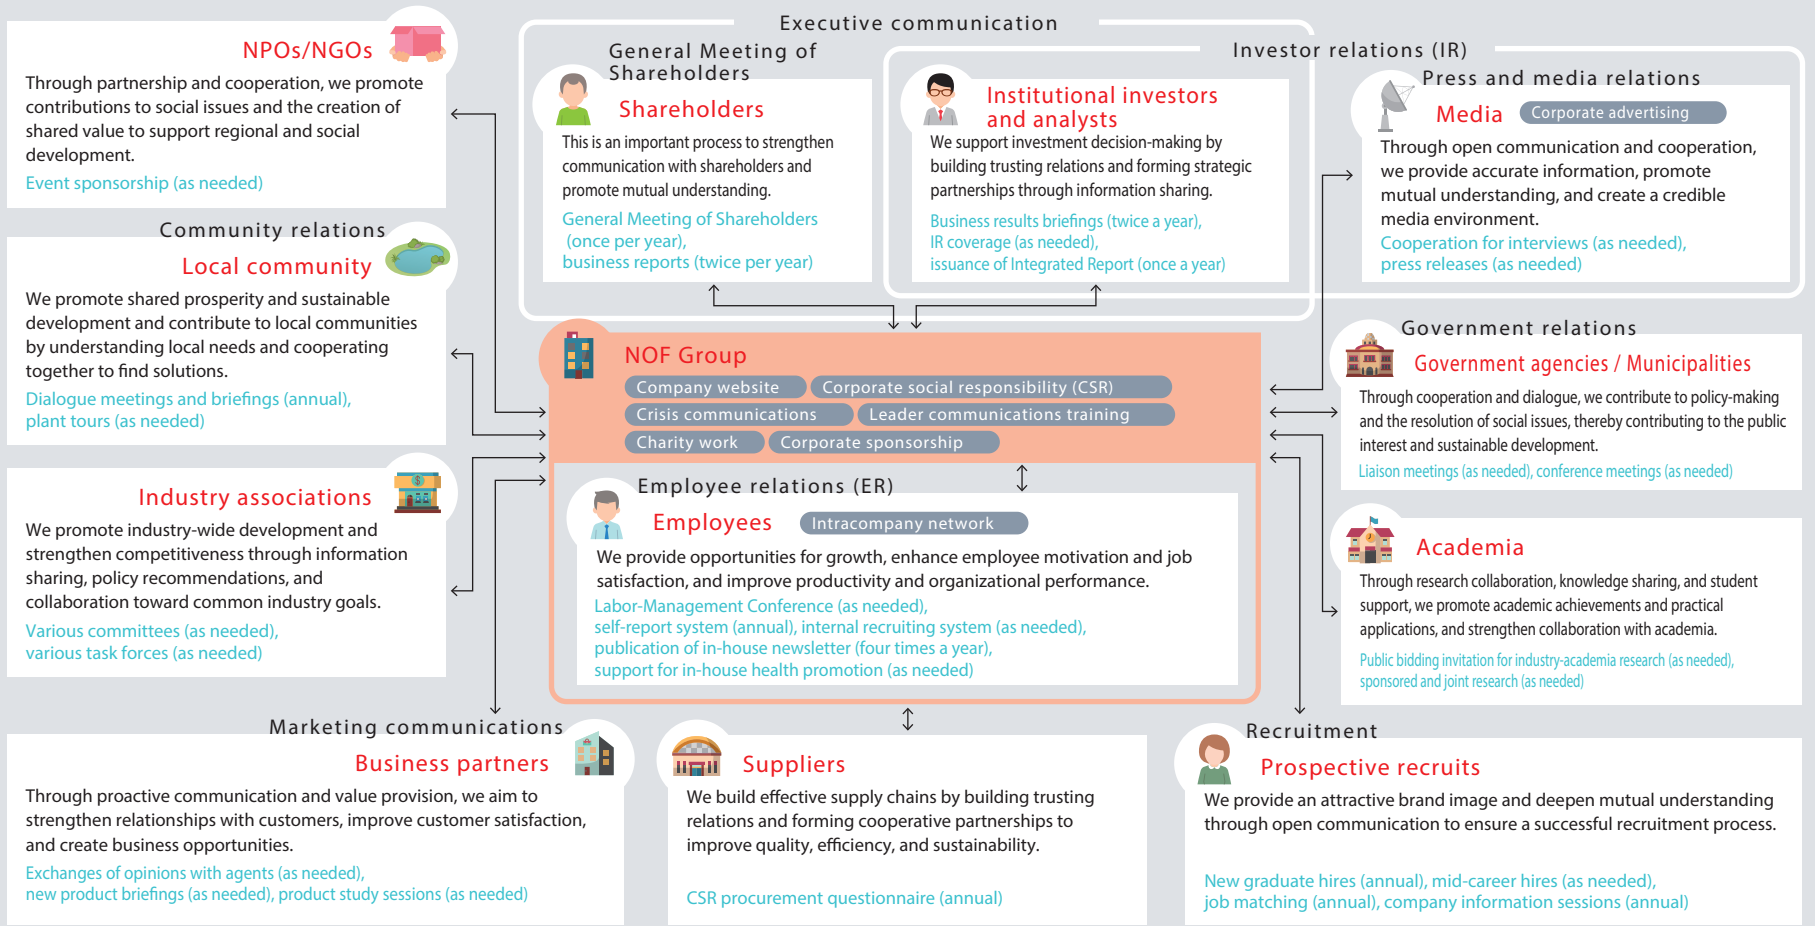 Executive communication
Investor relations (IR)
NPOs/NGOs
Through partnership and cooperation, we promote
contributions to social issues and the creation of
shared value to support regional and social
development.
Event sponsorship (as needed)
General Meeting of
Shareholders
Shareholders
This is an important process to strengthen
communication with shareholders and
promote mutual understanding.
General Meeting of Shareholders
(once per year),
business reports (twice per year)
Institutional investors
and analysts
We support investment decision-making by
building trusting relations and forming strategic
partnerships through information sharing.
Business results briefings (twice a year),
IR coverage (as needed),
issuance of Integrated Report (once a year)
Press and media relations
Media
Corporate advertising
Through open communication and cooperation,
we provide accurate information, promote
mutual understanding, and create a credible
media environment.
Cooperation for interviews (as needed),
press releases (as needed)
Community relations
Local community
We promote shared prosperity and sustainable
development and contribute to local communities
by understanding local needs and cooperating
together to find solutions.
Dialogue meetings and briefings (annual),
plant tours (as needed)
NOF Group
Company website
Corporate social responsibility (CSR)
Crisis communications
Leader communications training
Charity work
Corporate sponsorship
Government relations
Government agencies / Municipalities
Through cooperation and dialogue, we contribute to policy-making
and the resolution of social issues, thereby contributing to the public
interest and sustainable development.
Liaison meetings (as needed), conference meetings (as needed)
Industry associations
We promote industry-wide development and
strengthen competitiveness through information
sharing, policy recommendations, and
collaboration toward common industry goals.
Various committees (as needed),
various task forces (as needed)
Employee relations (ER)
Employees
Intracompany network
We provide opportunities for growth, enhance employee motivation and job
satisfaction, and improve productivity and organizational performance.
Labor-Management Conference (as needed),
self-report system (annual), internal recruiting system (as needed),
publication of in-house newsletter (four times a year),
support for in-house health promotion (as needed)
Academia
Through research collaboration, knowledge sharing, and student
support, we promote academic achievements and practical
applications, and strengthen collaboration with academia.
Public bidding invitation for industry-academia research (as needed),
sponsored and joint research (as needed)
Marketing communications
Business partners
Through proactive communication and value provision, we aim to
strengthen relationships with customers, improve customer satisfaction,
and create business opportunities.
Exchanges of opinions with agents (as needed),
new product briefings (as needed), product study sessions (as needed)
Suppliers
We build effective supply chains by building trusting
relations and forming cooperative partnerships to
improve quality, efficiency, and sustainability.
CSR procurement questionnaire (annual)
Recruitment
Prospective recruits
We provide an attractive brand image and deepen mutual understanding
through open communication to ensure a successful recruitment process.
New graduate hires (annual), mid-career hires (as needed),
job matching (annual), company information sessions (annual)